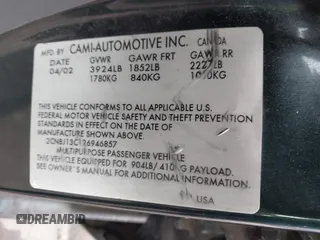 MFD. BY CAMI-AUTOMOTIVE INC. CANADA
DATE GVWR GAWR FRT GAWR RR
04/02 3924LB 1852LB 2227LB
1780KG 840KG 1010KG
THIS VEHICLE CONFORMS TO ALL APPLICABLE U.S.
FEDERAL MOTOR VEHICLE SAFETY AND THEFT PREVENTION
STANDARDS IN EFFECT ON THE DATE OF
MANUFACTURE SHOWN ABOVE
2CNBJ13C126946857
MULTIPURPOSE PASSENGER VEHICLE
THIS VEHICLE EQUIPPED FOR 904LB/ 410KG PAYLOAD.
SEE OWNER'S MANUAL FOR ADDITIONAL INFORMATION.
USA
DREAMBID.COM